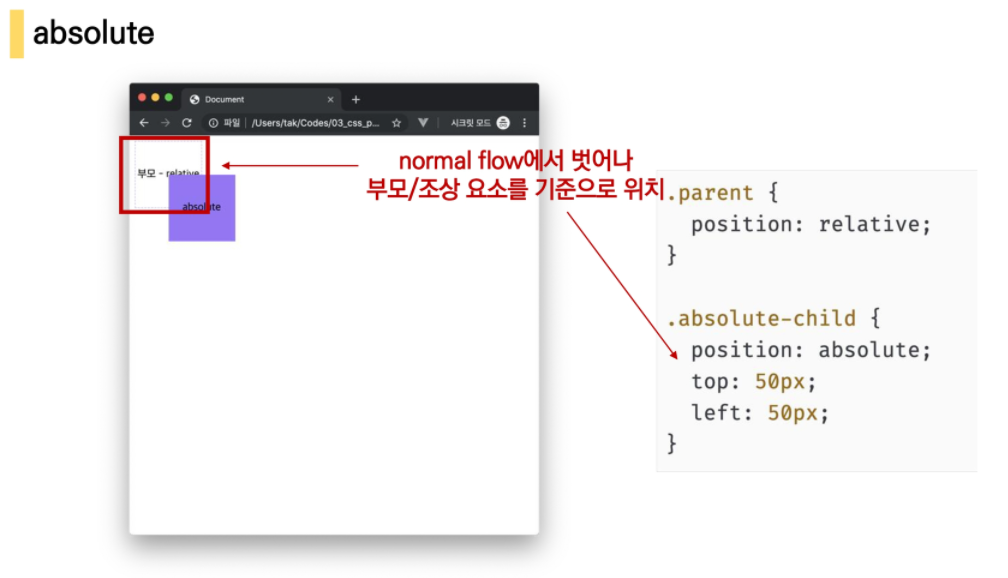 absolute
Document
파일 | /Users/tak/Codes/03_css_p... 시크릿 모드
부모 - relative
absolute
normal flow에서 벗어나
부모/조상 요소를 기준으로 위치
.parent {
position: relative;
}
.absolute-child {
position: absolute;
top: 50px;
left: 50px;
}